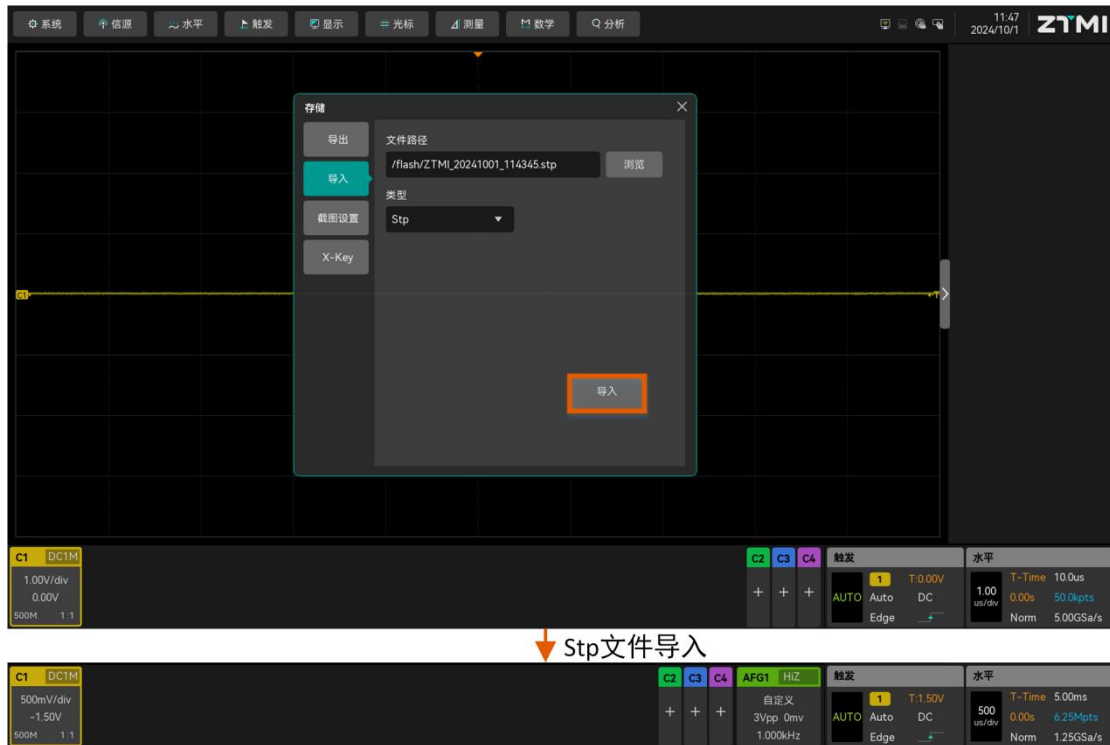 系统 信源 水平 触发 显示 光标 测量 数学 分析 11:47 2024/10/1 ZTMI
存储
导出
导入
截图设置
X-Key
文件路径
/flash/ZTMI_20241001_114345.stp 浏览
类型
Stp
导入
C1
T
C1 DC1M
1.00V/div
0.00V
500M 1:1
C2 C3 C4
+ + +
触发
1 T:0.00V
AUTO Auto DC
Edge
水平
T-Time 10.0us
1.00 us/div 0.00s 50.0kpts
Norm 5.00GSa/s
Stp文件导入
C1 DC1M
500mV/div
-1.50V
500M 1:1
C2 C3 C4
+ + +
AFG1 HiZ
自定义
3Vpp 0mv
1.000kHz
触发
1 T:1.50V
AUTO Auto DC
Edge
水平
T-Time 5.00ms
500 us/div 0.00s 6.25Mpts
Norm 1.25GSa/s